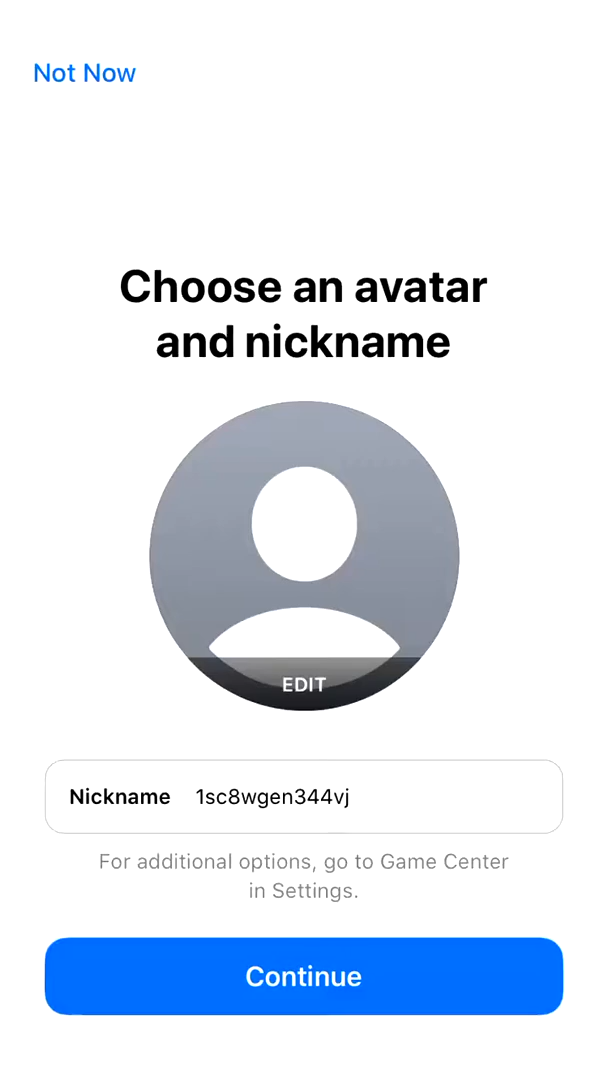 Not Now
Choose an avatar
and nickname
EDIT
Nickname 1sc8wgen344vj
For additional options, go to Game Center
in Settings.
Continue